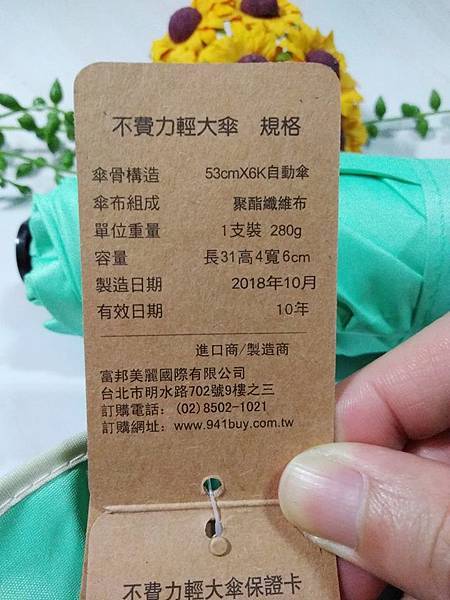 不費力輕大傘 規格
傘骨構造 53cmX6K自動傘
傘布組成 聚酯纖維布
單位重量 1支裝 280g
容量 長31高4寬6cm
製造日期 2018年10月
有效日期 10年
進口商/製造商
富邦美麗國際有限公司
台北市明水路702號9樓之三
訂購電話：(02)8502-1021
訂購網址：www.941buy.com.tw
不費力輕大傘保證卡